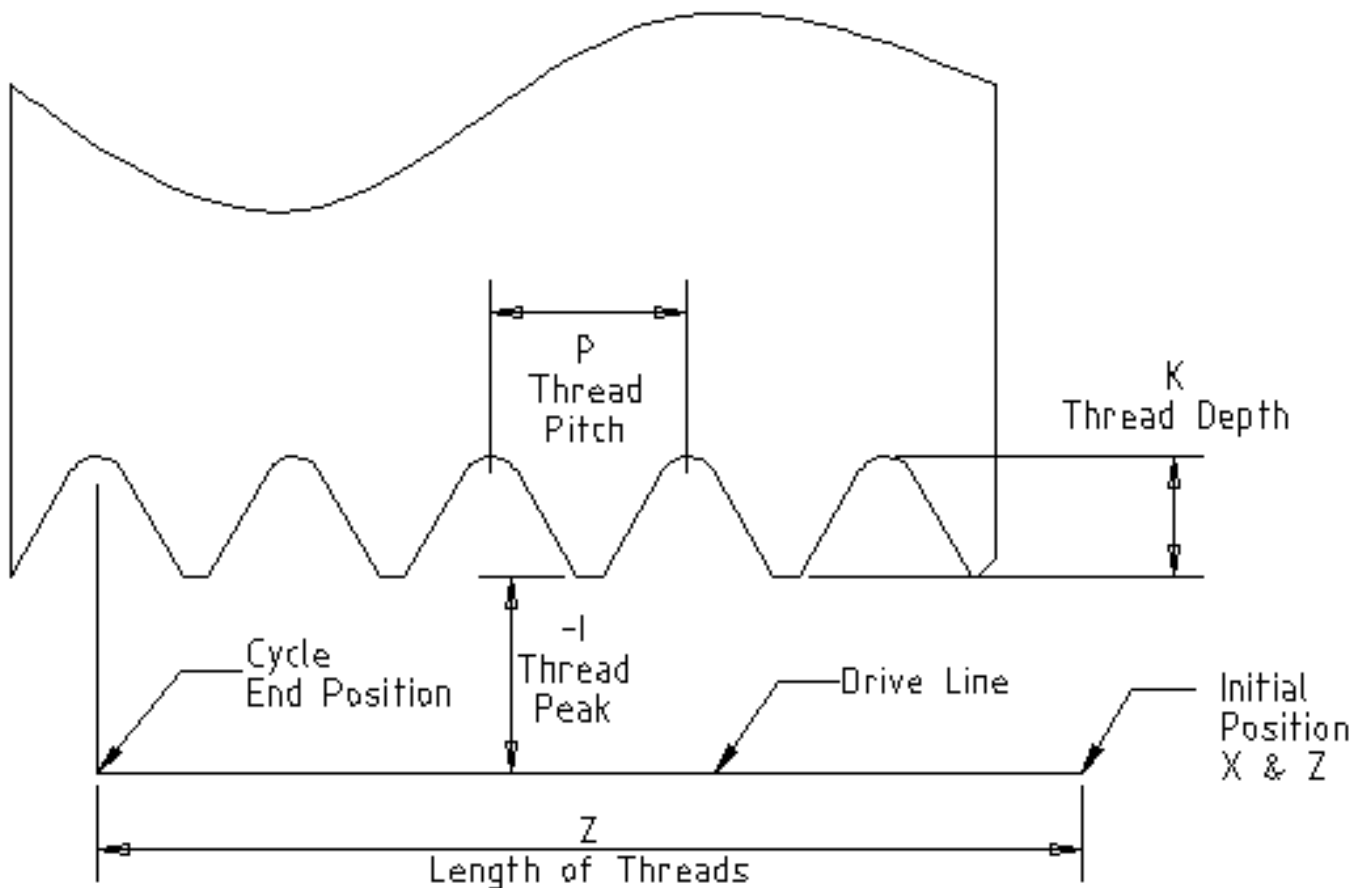 P
Thread
Pitch
K
Thread Depth
-I
Thread
Peak
Cycle
End Position
Drive Line
Initial
Position
X & Z
Z
Length of Threads